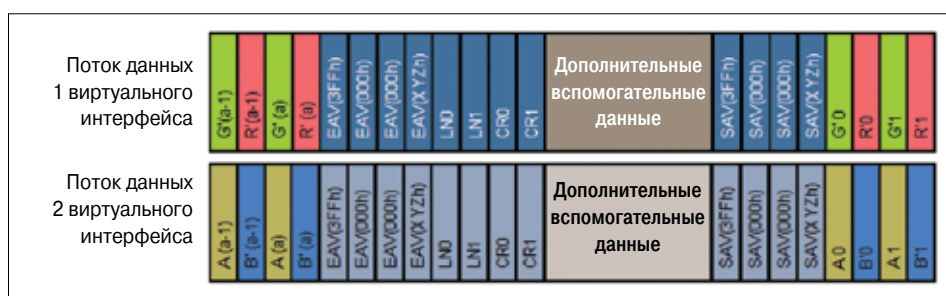 Поток данных
1 виртуального
интерфейса
G'(a-1)
R'(a-1)
G'(a)
R'(a)
EAV(3FFh)
EAV(000h)
EAV(000h)
EAV(XYZh)
LN0
LN1
CR0
CR1
Дополнительные
вспомогательные
данные
SAV(3FFh)
SAV(000h)
SAV(000h)
SAV(XYZh)
G'0
R'0
G'1
R'1
Поток данных
2 виртуального
интерфейса
A(a-1)
B'(a-1)
A(a)
B'(a)
EAV(3FFh)
EAV(000h)
EAV(000h)
EAV(XYZh)
LN0
LN1
CR0
CR1
Дополнительные
вспомогательные
данные
SAV(3FFh)
SAV(000h)
SAV(000h)
SAV(XYZh)
A0
B'0
A1
B'1